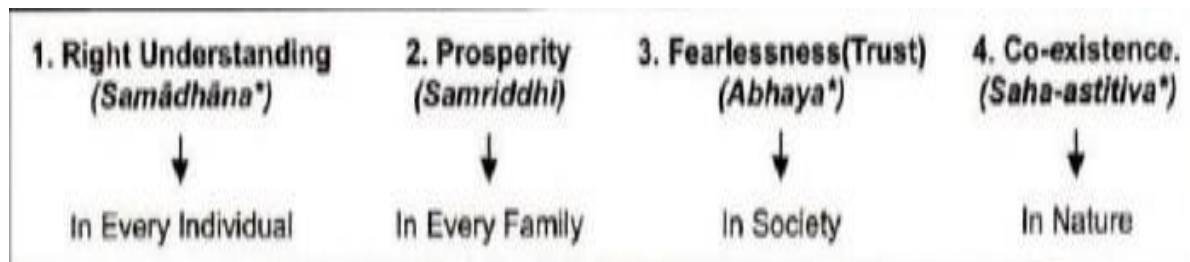 1. Right Understanding
(Samâdhâna*)
In Every Individual
2. Prosperity
(Samriddhi)
In Every Family
3. Fearlessness(Trust)
(Abhaya*)
In Society
4. Co-existence.
(Saha-astitiva*)
In Nature